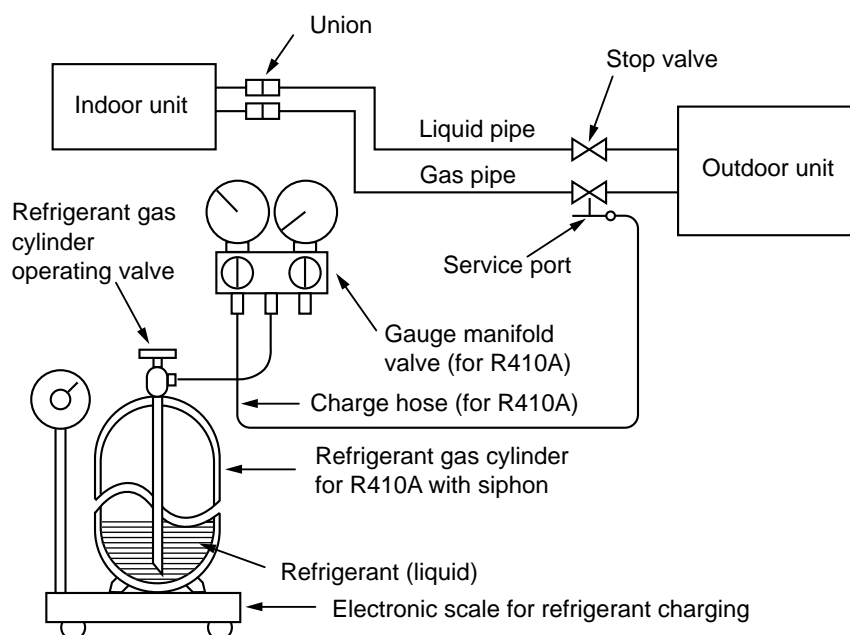 Union
Stop valve
Indoor unit
Liquid pipe
Gas pipe
Outdoor unit
Refrigerant gas
cylinder
operating valve
Service port
Gauge manifold
valve (for R410A)
Charge hose (for R410A)
Refrigerant gas cylinder
for R410A with siphon
Refrigerant (liquid)
Electronic scale for refrigerant charging